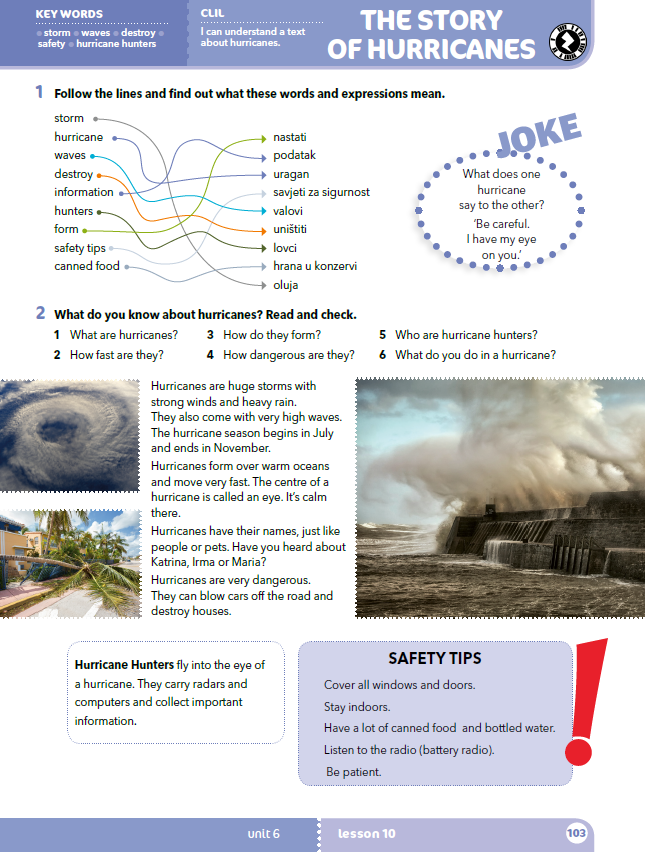 KEY WORDS
storm waves destroy
safety hurricane hunters
CLIL
I can understand a text
about hurricanes.
THE STORY
OF HURRICANES
1 Follow the lines and find out what these words and expressions mean.
storm
hurricane
waves
destroy
information
hunters
form
safety tips
canned food
nastati
podatak
uragan
savjeti za sigurnost
valovi
uništiti
lovci
hrana u konzervi
oluja
JOKE
What does one
hurricane
say to the other?
'Be careful.
I have my eye
on you.'
2 What do you know about hurricanes? Read and check.
1 What are hurricanes?
2 How fast are they?
3 How do they form?
4 How dangerous are they?
5 Who are hurricane hunters?
6 What do you do in a hurricane?
Hurricanes are huge storms with
strong winds and heavy rain.
They also come with very high waves.
The hurricane season begins in July
and ends in November.
Hurricanes form over warm oceans
and move very fast. The centre of a
hurricane is called an eye. It's calm
there.
Hurricanes have their names, just like
people or pets. Have you heard about
Katrina, Irma or Maria?
Hurricanes are very dangerous.
They can blow cars off the road and
destroy houses.
Hurricane Hunters fly into the eye of
a hurricane. They carry radars and
computers and collect important
information.
SAFETY TIPS
Cover all windows and doors.
Stay indoors.
Have a lot of canned food and bottled water.
Listen to the radio (battery radio).
Be patient.
!
unit 6
lesson 10
103